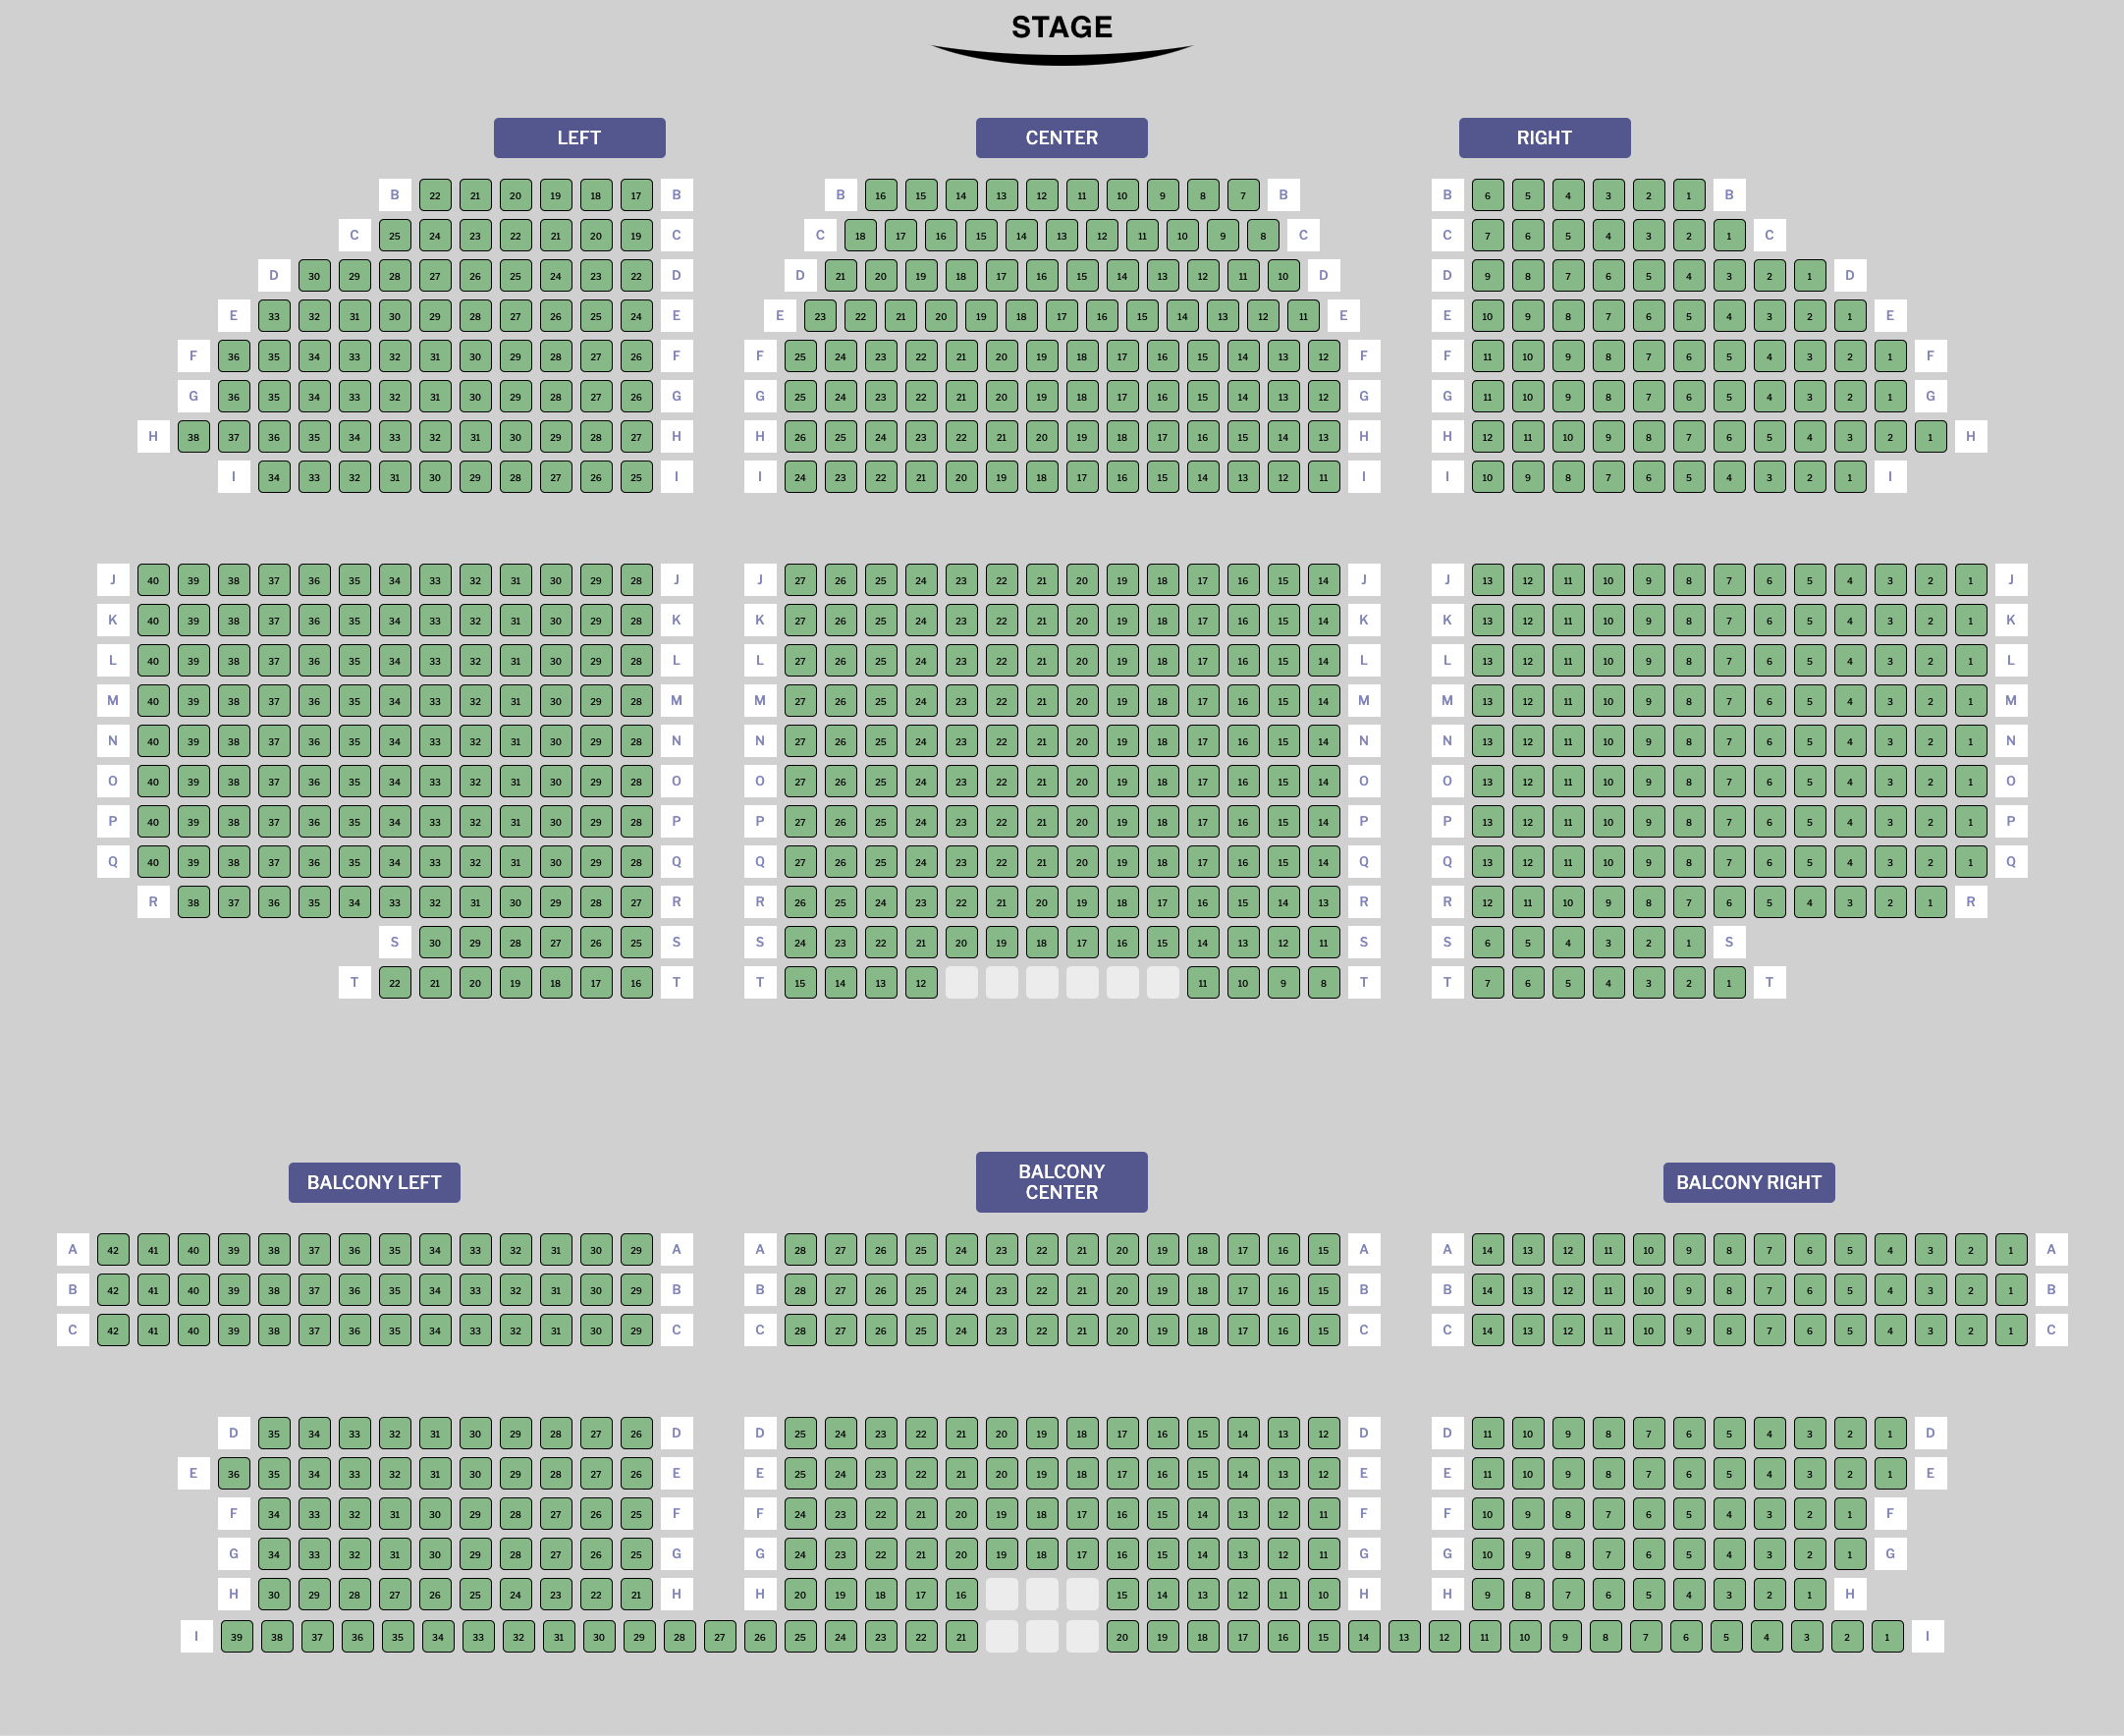 STAGE
LEFT CENTER RIGHT
B 22 21 20 19 18 17 B B 16 15 14 13 12 11 10 9 8 7 B B 6 5 4 3 2 1 B
C 25 24 23 22 21 20 19 C C 18 17 16 15 14 13 12 11 10 9 8 C C 7 6 5 4 3 2 1 C
D 30 29 28 27 26 25 24 23 22 D D 21 20 19 18 17 16 15 14 13 12 11 10 D D 9 8 7 6 5 4 3 2 1 D
E 33 32 31 30 29 28 27 26 25 24 E E 23 22 21 20 19 18 17 16 15 14 13 12 11 E E 10 9 8 7 6 5 4 3 2 1 E
F 36 35 34 33 32 31 30 29 28 27 26 F F 25 24 23 22 21 20 19 18 17 16 15 14 13 12 F F 11 10 9 8 7 6 5 4 3 2 1 F
G 36 35 34 33 32 31 30 29 28 27 26 G G 25 24 23 22 21 20 19 18 17 16 15 14 13 12 G G 11 10 9 8 7 6 5 4 3 2 1 G
H 38 37 36 35 34 33 32 31 30 29 28 27 H H 26 25 24 23 22 21 20 19 18 17 16 15 14 13 H H 12 11 10 9 8 7 6 5 4 3 2 1 H
I 34 33 32 31 30 29 28 27 26 25 I I 24 23 22 21 20 19 18 17 16 15 14 13 12 11 I I 10 9 8 7 6 5 4 3 2 1 I
J 40 39 38 37 36 35 34 33 32 31 30 29 28 J J 27 26 25 24 23 22 21 20 19 18 17 16 15 14 J J 13 12 11 10 9 8 7 6 5 4 3 2 1 J
K 40 39 38 37 36 35 34 33 32 31 30 29 28 K K 27 26 25 24 23 22 21 20 19 18 17 16 15 14 K K 13 12 11 10 9 8 7 6 5 4 3 2 1 K
L 40 39 38 37 36 35 34 33 32 31 30 29 28 L L 27 26 25 24 23 22 21 20 19 18 17 16 15 14 L L 13 12 11 10 9 8 7 6 5 4 3 2 1 L
M 40 39 38 37 36 35 34 33 32 31 30 29 28 M M 27 26 25 24 23 22 21 20 19 18 17 16 15 14 M M 13 12 11 10 9 8 7 6 5 4 3 2 1 M
N 40 39 38 37 36 35 34 33 32 31 30 29 28 N N 27 26 25 24 23 22 21 20 19 18 17 16 15 14 N N 13 12 11 10 9 8 7 6 5 4 3 2 1 N
O 40 39 38 37 36 35 34 33 32 31 30 29 28 O O 27 26 25 24 23 22 21 20 19 18 17 16 15 14 O O 13 12 11 10 9 8 7 6 5 4 3 2 1 O
P 40 39 38 37 36 35 34 33 32 31 30 29 28 P P 27 26 25 24 23 22 21 20 19 18 17 16 15 14 P P 13 12 11 10 9 8 7 6 5 4 3 2 1 P
Q 40 39 38 37 36 35 34 33 32 31 30 29 28 Q Q 27 26 25 24 23 22 21 20 19 18 17 16 15 14 Q Q 13 12 11 10 9 8 7 6 5 4 3 2 1 Q
R 38 37 36 35 34 33 32 31 30 29 28 27 R R 26 25 24 23 22 21 20 19 18 17 16 15 14 13 R R 12 11 10 9 8 7 6 5 4 3 2 1 R
S 30 29 28 27 26 25 S S 24 23 22 21 20 19 18 17 16 15 14 13 12 11 S S 6 5 4 3 2 1 S
T 22 21 20 19 18 17 16 T T 15 14 13 12 11 10 9 8 T T 7 6 5 4 3 2 1 T
BALCONY LEFT BALCONY CENTER BALCONY RIGHT
A 42 41 40 39 38 37 36 35 34 33 32 31 30 29 A A 28 27 26 25 24 23 22 21 20 19 18 17 16 15 A A 14 13 12 11 10 9 8 7 6 5 4 3 2 1 A
B 42 41 40 39 38 37 36 35 34 33 32 31 30 29 B B 28 27 26 25 24 23 22 21 20 19 18 17 16 15 B B 14 13 12 11 10 9 8 7 6 5 4 3 2 1 B
C 42 41 40 39 38 37 36 35 34 33 32 31 30 29 C C 28 27 26 25 24 23 22 21 20 19 18 17 16 15 C C 14 13 12 11 10 9 8 7 6 5 4 3 2 1 C
D 35 34 33 32 31 30 29 28 27 26 D D 25 24 23 22 21 20 19 18 17 16 15 14 13 12 D D 11 10 9 8 7 6 5 4 3 2 1 D
E 36 35 34 33 32 31 30 29 28 27 26 E E 25 24 23 22 21 20 19 18 17 16 15 14 13 12 E E 11 10 9 8 7 6 5 4 3 2 1 E
F 34 33 32 31 30 29 28 27 26 25 F F 24 23 22 21 20 19 18 17 16 15 14 13 12 11 F F 10 9 8 7 6 5 4 3 2 1 F
G 34 33 32 31 30 29 28 27 26 25 G G 24 23 22 21 20 19 18 17 16 15 14 13 12 11 G G 10 9 8 7 6 5 4 3 2 1 G
H 30 29 28 27 26 25 24 23 22 21 H H 20 19 18 17 16 15 14 13 12 11 10 H H 9 8 7 6 5 4 3 2 1 H
I 39 38 37 36 35 34 33 32 31 30 29 28 27 26 25 24 23 22 21 20 19 18 17 16 15 14 13 12 11 10 9 8 7 6 5 4 3 2 1 I